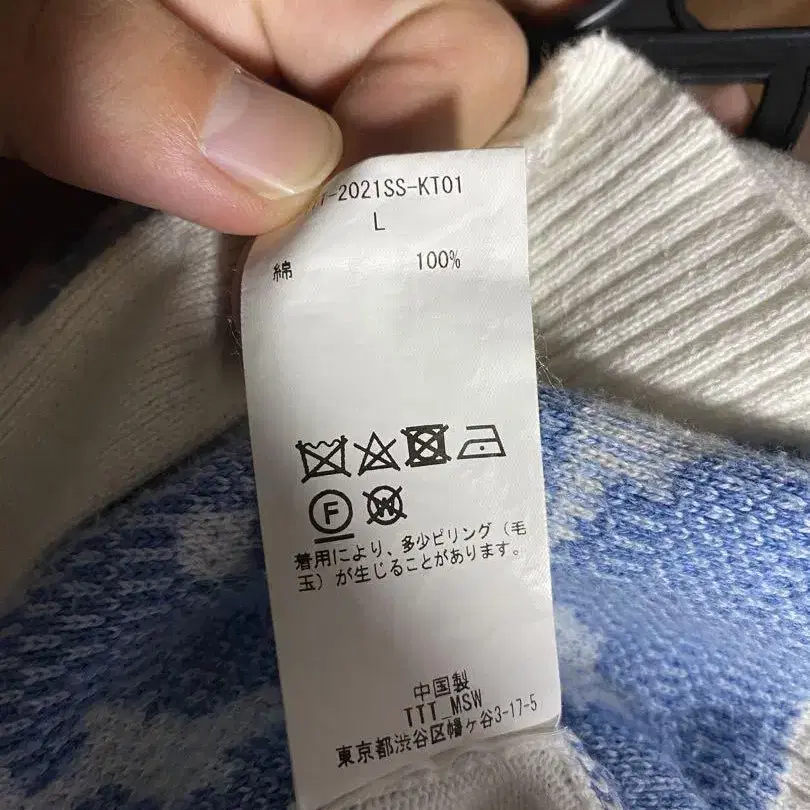 -2021SS-KT01
L
綿 100%
F
W
着用により、多少ピリング（毛
玉）が生じることがあります。
中国製
TTT_MSW
東京都渋谷区幡ヶ谷3-17-5